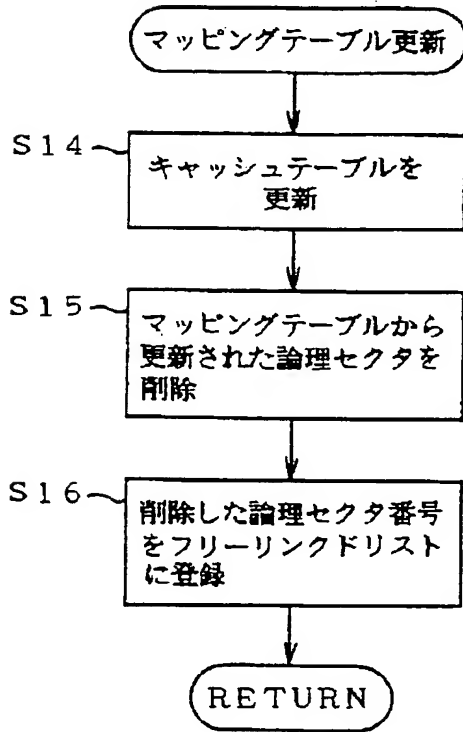 マッピングテーブル更新
S14
キャッシュテーブルを
更新
S15
マッピングテーブルから
更新された論理セクタを
削除
S16
削除した論理セクタ番号
をフリーリンクドリスト
に登録
RETURN